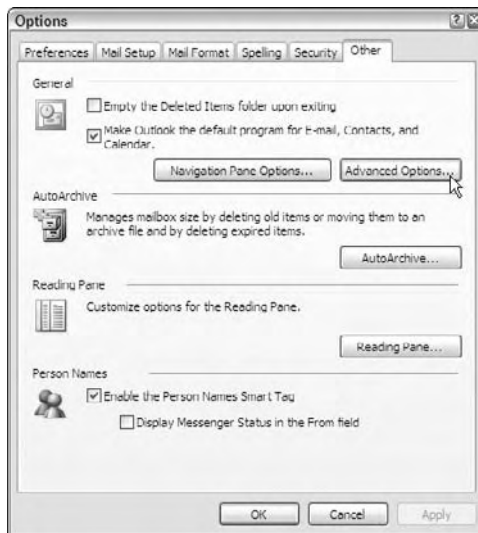 Options
Preferences Mail Setup Mail Format Spelling Security Other
General
Empty the Deleted Items folder upon exiting
Make Outlook the default program for E-mail, Contacts, and
Calendar.
Navigation Pane Options... Advanced Options...
AutoArchive
Manages mailbox size by deleting old items or moving them to an
archive file and by deleting expired items.
AutoArchive...
Reading Pane
Customize options for the Reading Pane.
Reading Pane...
Person Names
Enable the Person Names Smart Tag
Display Messenger Status in the From field
OK Cancel Apply